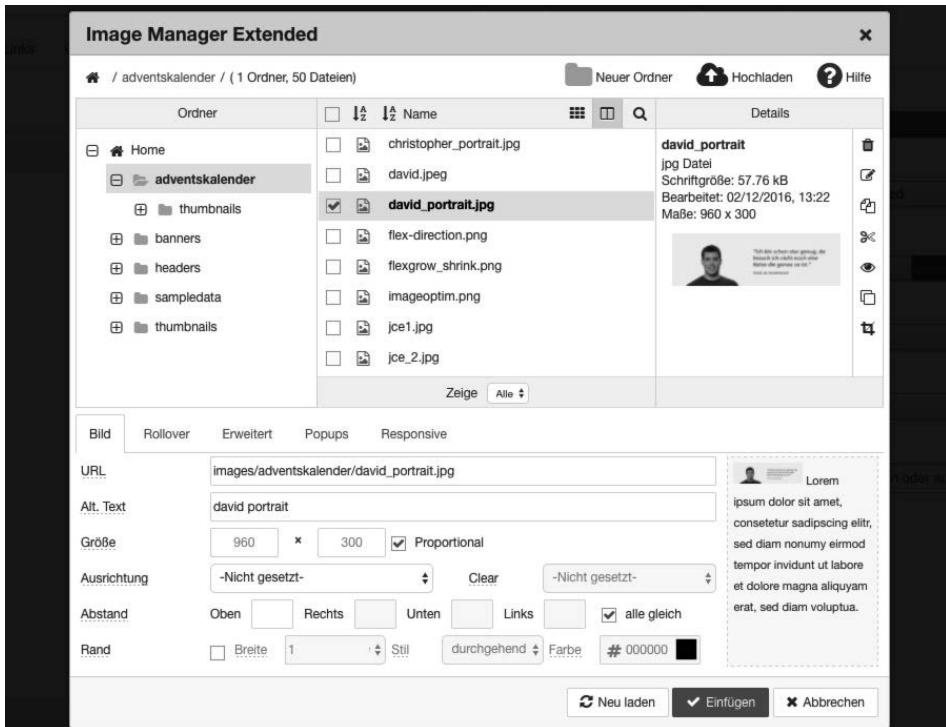 Image Manager Extended
/ adventskalender / ( 1 Ordner, 50 Dateien)
Neuer Ordner
Hochladen
Hilfe
Ordner
Name
Details
Home
adventskalender
thumbnails
banners
headers
sampledata
thumbnails
christopher_portrait.jpg
david.jpeg
david_portrait.jpg
flex-direction.png
flexgrow_shrink.png
imageoptim.png
jce1.jpg
jce_2.jpg
Zeige Alle
david_portrait
jpg Datei
Schriftgröße: 57.76 kB
Bearbeitet: 02/12/2016, 13:22
Maße: 960 x 300
Bild Rollover Erweitert Popups Responsive
URL images/adventskalender/david_portrait.jpg
Alt. Text david portrait
Größe 960 × 300 Proportional
Ausrichtung -Nicht gesetzt- Clear -Nicht gesetzt-
Abstand Oben Rechts Unten Links alle gleich
Rand Breite 1 Stil durchgehend Farbe # 000000
Lorem
ipsum dolor sit amet,
consetetur sadipscing elitr,
sed diam nonumy eirmod
tempor invidunt ut labore
et dolore magna aliquyam
erat, sed diam voluptua.
Neu laden
Einfügen
Abbrechen